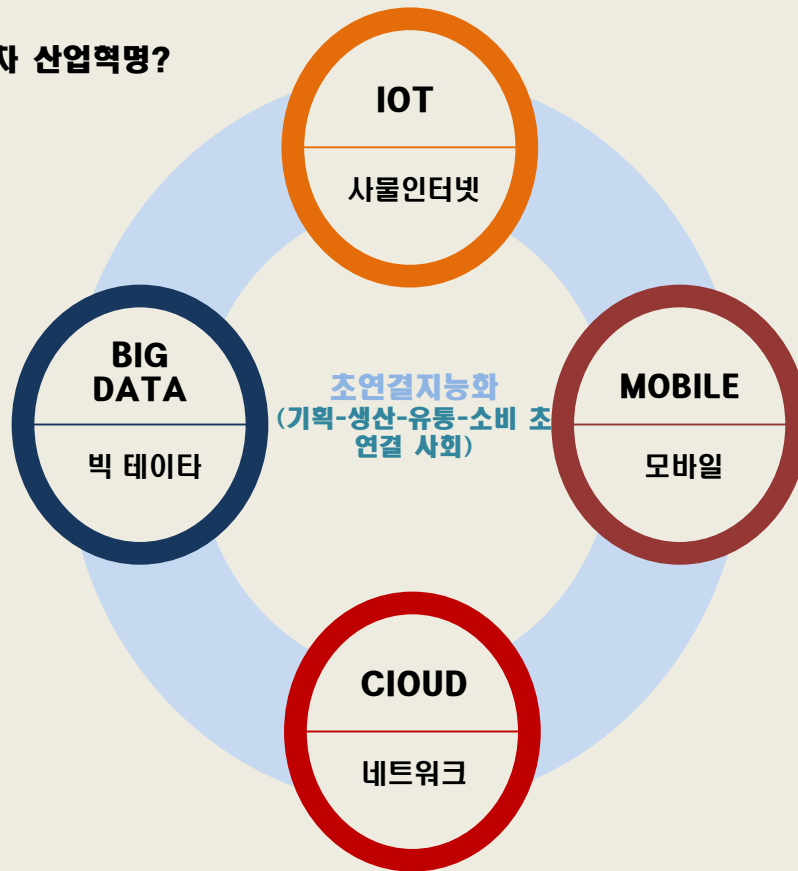 차 산업혁명?
IOT
사물인터넷
BIG
DATA
빅 테이타
초연결지능화
(기획-생산-유통-소비 초
연결 사회)
MOBILE
모바일
CIOUD
네트워크